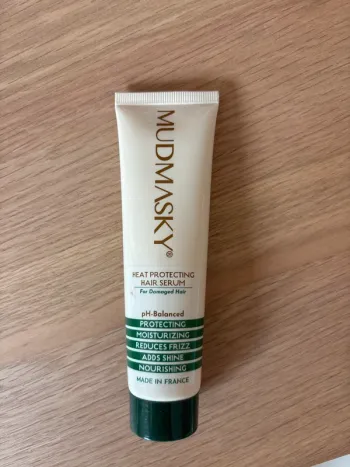 MUDMASKY®
HEAT PROTECTING
HAIR SERUM
For Damaged Hair
pH-Balanced
PROTECTING
MOISTURIZING
REDUCES FRIZZ
ADDS SHINE
NOURISHING
MADE IN FRANCE